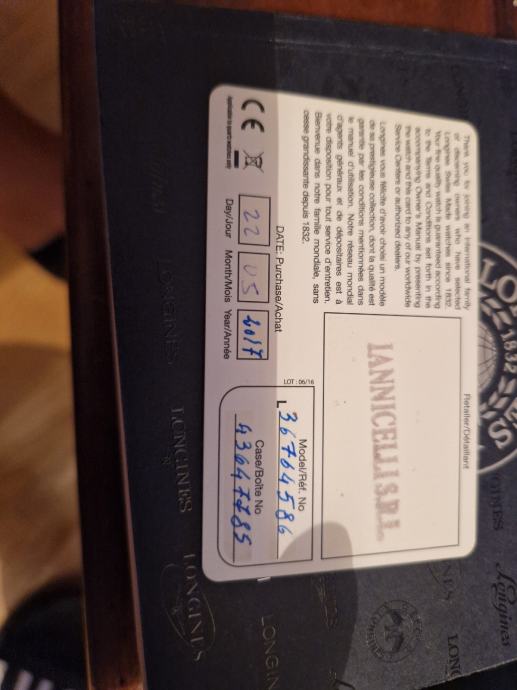 Thank you for joining an international family
of discerning owners who have selected
Longines Swiss Made watches since 1832.
Your fine quality watch is guaranteed according
to the Terms and Conditions set forth in the
accompanying Owner's Manual by presenting
the watch and this card to any of our worldwide
Service Centers or authorized dealers.
Longines vous félicite d'avoir choisi un modèle
de sa prestigieuse collection, dont la qualité est
garantie par les conditions mentionnées dans
le manuel d'utilisation. Notre réseau mondial
d'agents généraux et de dépositaires est à
votre disposition pour tout service d'entretien.
Bienvenue dans notre famille mondiale, sans
cesse grandissante depuis 1832.
CE
Applicable to quartz watches only
Retailer/Détaillant
IANNICELLI S.R.L.
DATE: Purchase/Achat
22 05 2017
Day/Jour Month/Mois Year/Année
LOT : 06/16
Model/Réf. No
L36764586
Case/Boîte No
43647785
1832
LONGINES
LONGINES
LONGINES
Longines